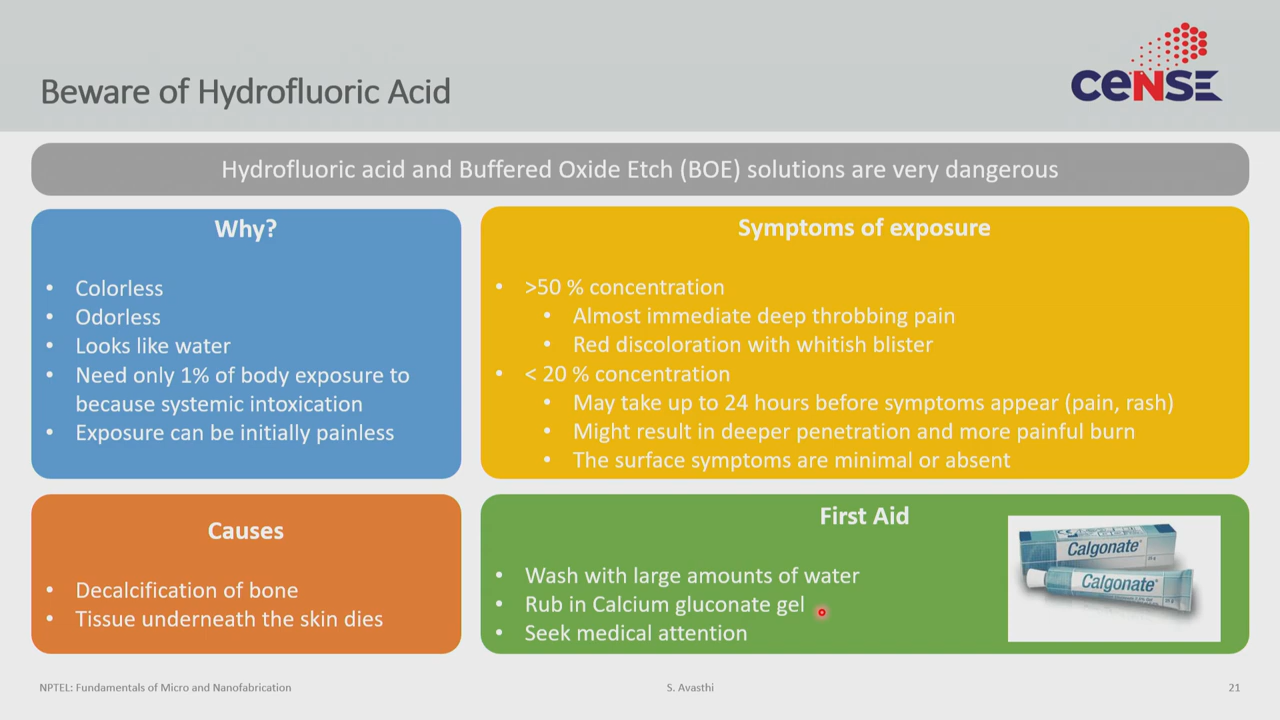 Beware of Hydrofluoric Acid
CeNSE
Hydrofluoric acid and Buffered Oxide Etch (BOE) solutions are very dangerous
Why?
• Colorless
• Odorless
• Looks like water
• Need only 1% of body exposure to
because systemic intoxication
• Exposure can be initially painless
Symptoms of exposure
• >50 % concentration
• Almost immediate deep throbbing pain
• Red discoloration with whitish blister
• < 20 % concentration
• May take up to 24 hours before symptoms appear (pain, rash)
• Might result in deeper penetration and more painful burn
• The surface symptoms are minimal or absent
Causes
• Decalcification of bone
• Tissue underneath the skin dies
First Aid
• Wash with large amounts of water
• Rub in Calcium gluconate gel
• Seek medical attention
Calgonate®
Calgonate®
NPTEL: Fundamentals of Micro and Nanofabrication
S. Avasthi
21